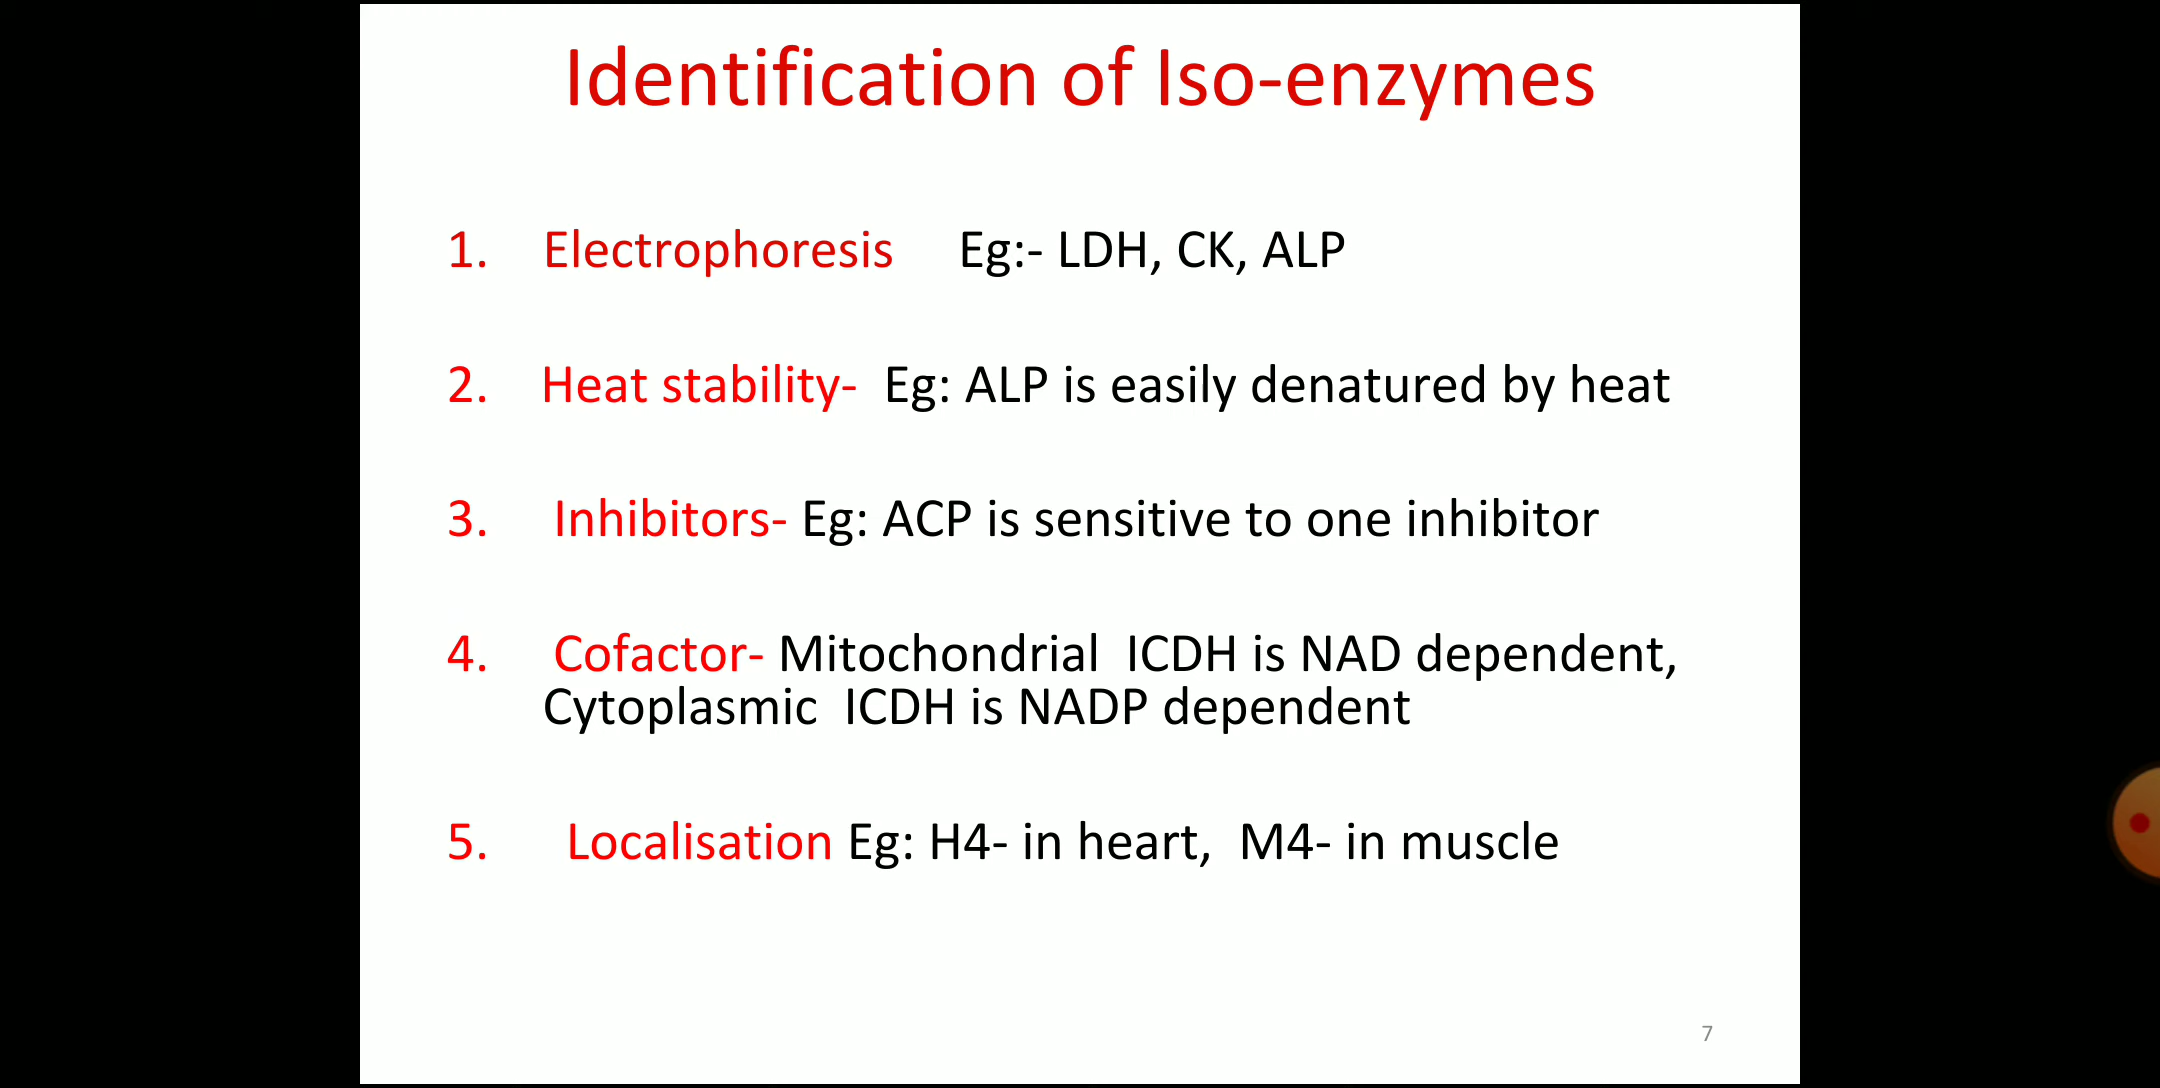 Identification of Iso-enzymes
1. Electrophoresis Eg:- LDH, CK, ALP
2. Heat stability- Eg: ALP is easily denatured by heat
3. Inhibitors- Eg: ACP is sensitive to one inhibitor
4. Cofactor- Mitochondrial ICDH is NAD dependent,
Cytoplasmic ICDH is NADP dependent
5. Localisation Eg: H4- in heart, M4- in muscle
7